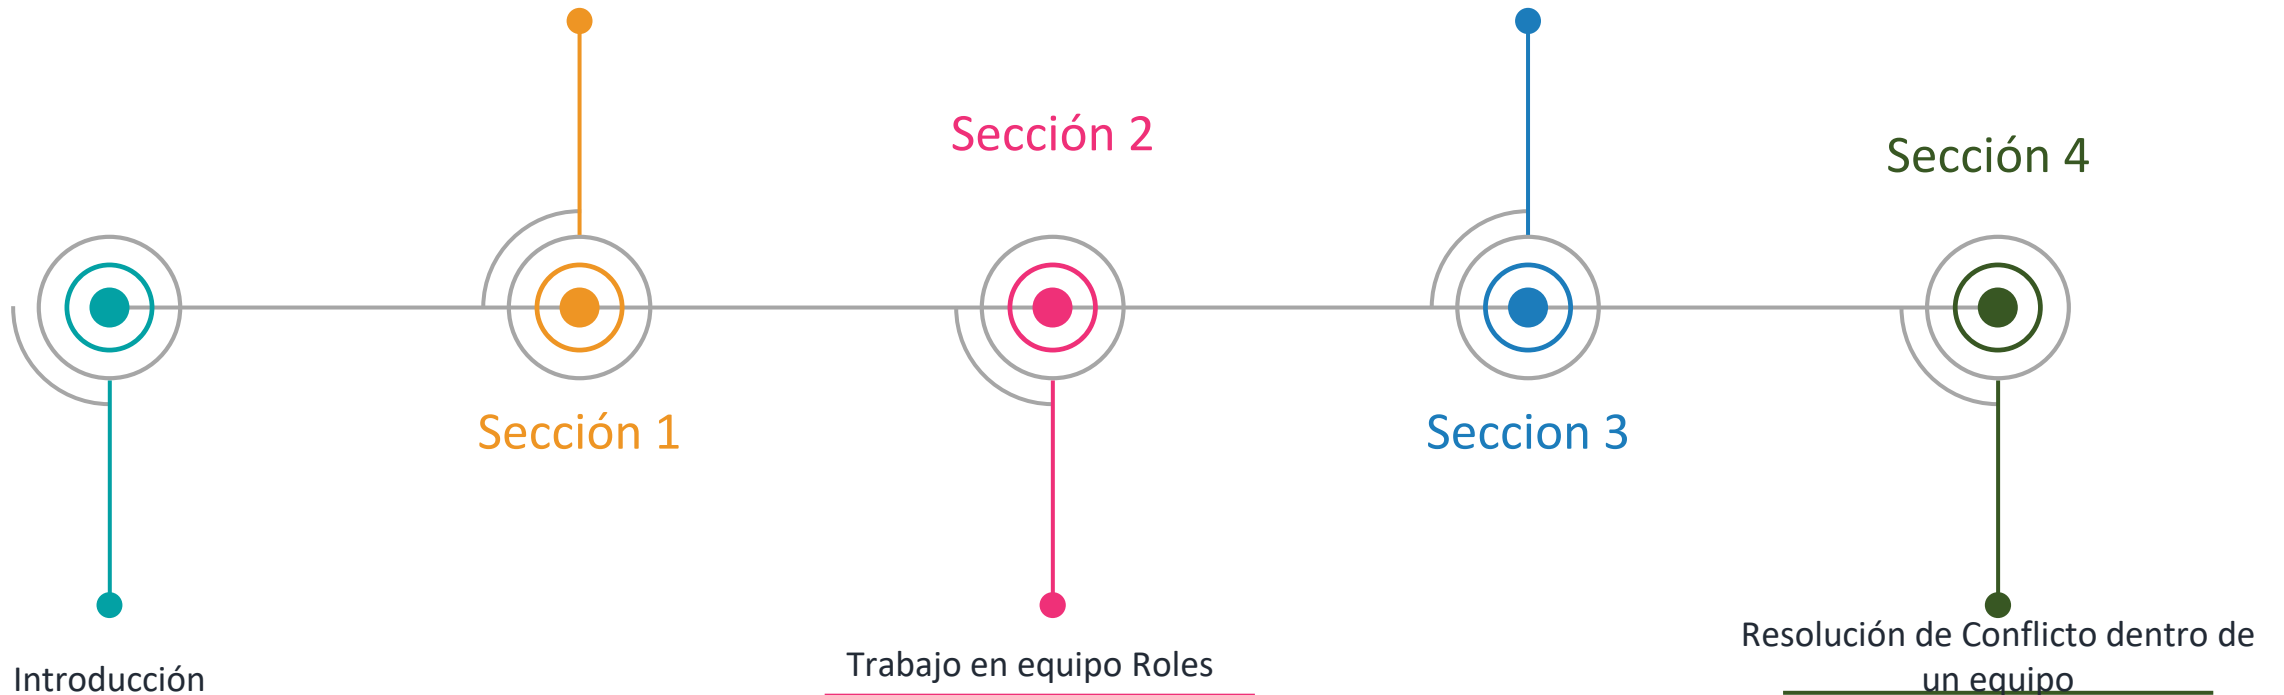 Sección 2
Sección 4
Sección 1
Seccion 3
Introducción
Trabajo en equipo Roles
Resolución de Conflicto dentro de
un equipo